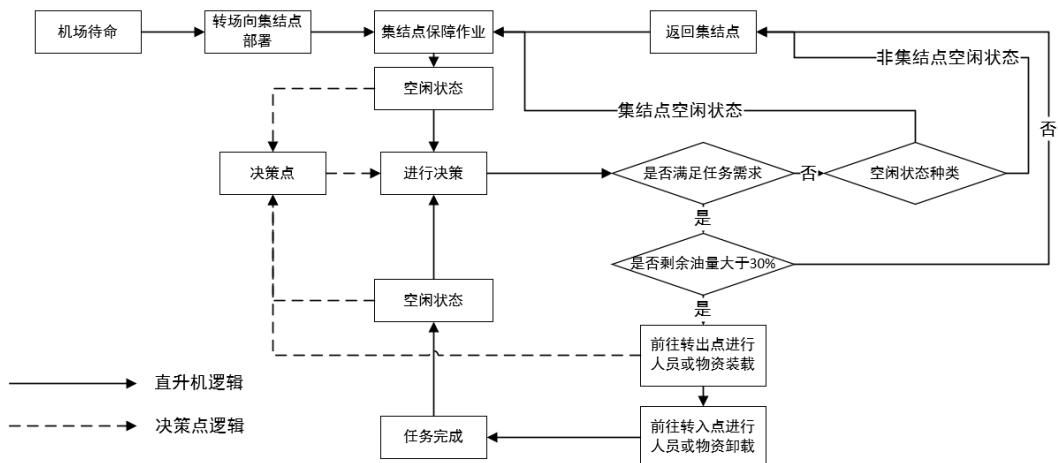 机场待命
转场向集结点
部署
集结点保障作业
返回集结点
非集结点空闲状态
空闲状态
集结点空闲状态
否
决策点
进行决策
是否满足任务需求
否
空闲状态种类
是
是否剩余油量大于30%
空闲状态
是
前往转出点进行
人员或物资装载
直升机逻辑
决策点逻辑
任务完成
前往转入点进行
人员或物资卸载